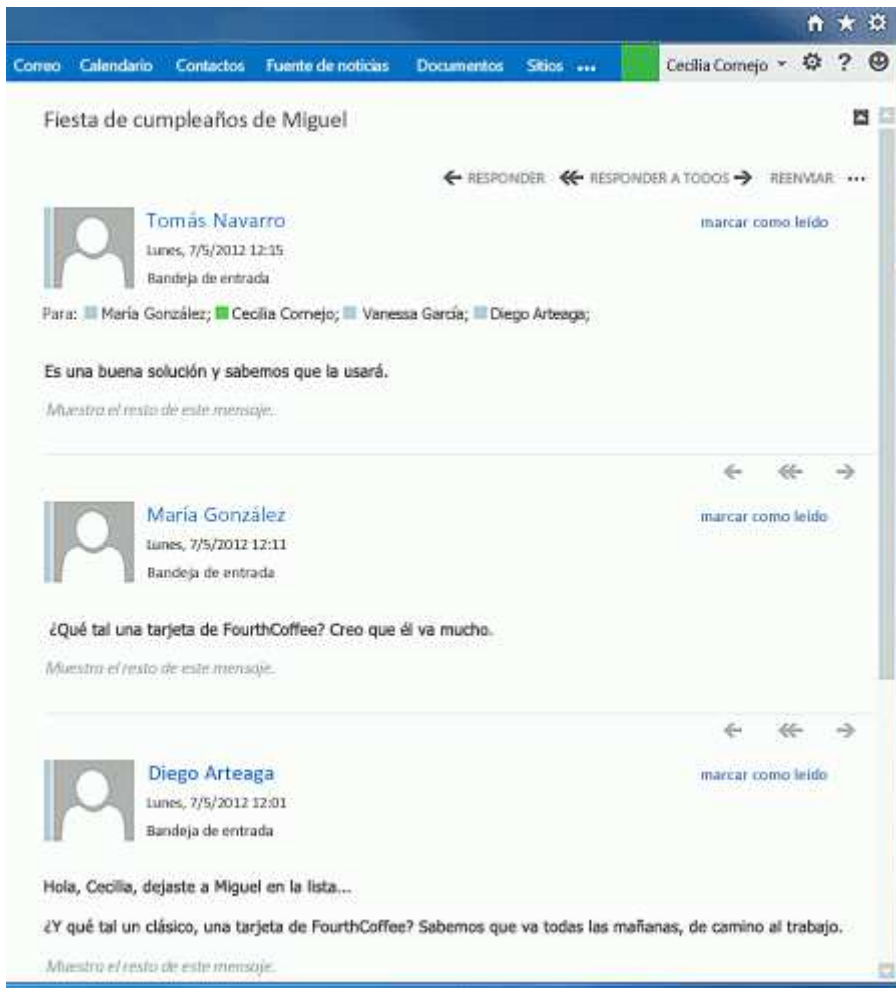 Correo Calendario Contactos Fuente de noticias Documentos Sitios ... Cecilia Cornejo ?
Fiesta de cumpleaños de Miguel
RESPONDER RESPONDER A TODOS REENVIAR ...
Tomás Navarro marcar como leído
Lunes, 7/5/2012 12:15
Bandeja de entrada
Para: María González; Cecilia Cornejo; Vanessa García; Diego Arteaga;
Es una buena solución y sabemos que la usará.
Muestra el resto de este mensaje.
María González marcar como leído
Lunes, 7/5/2012 12:11
Bandeja de entrada
¿Qué tal una tarjeta de FourthCoffee? Creo que él va mucho.
Muestra el resto de este mensaje.
Diego Arteaga marcar como leído
Lunes, 7/5/2012 12:01
Bandeja de entrada
Hola, Cecilia, dejaste a Miguel en la lista...
¿Y qué tal un clásico, una tarjeta de FourthCoffee? Sabemos que va todas las mañanas, de camino al trabajo.
Muestra el resto de este mensaje.